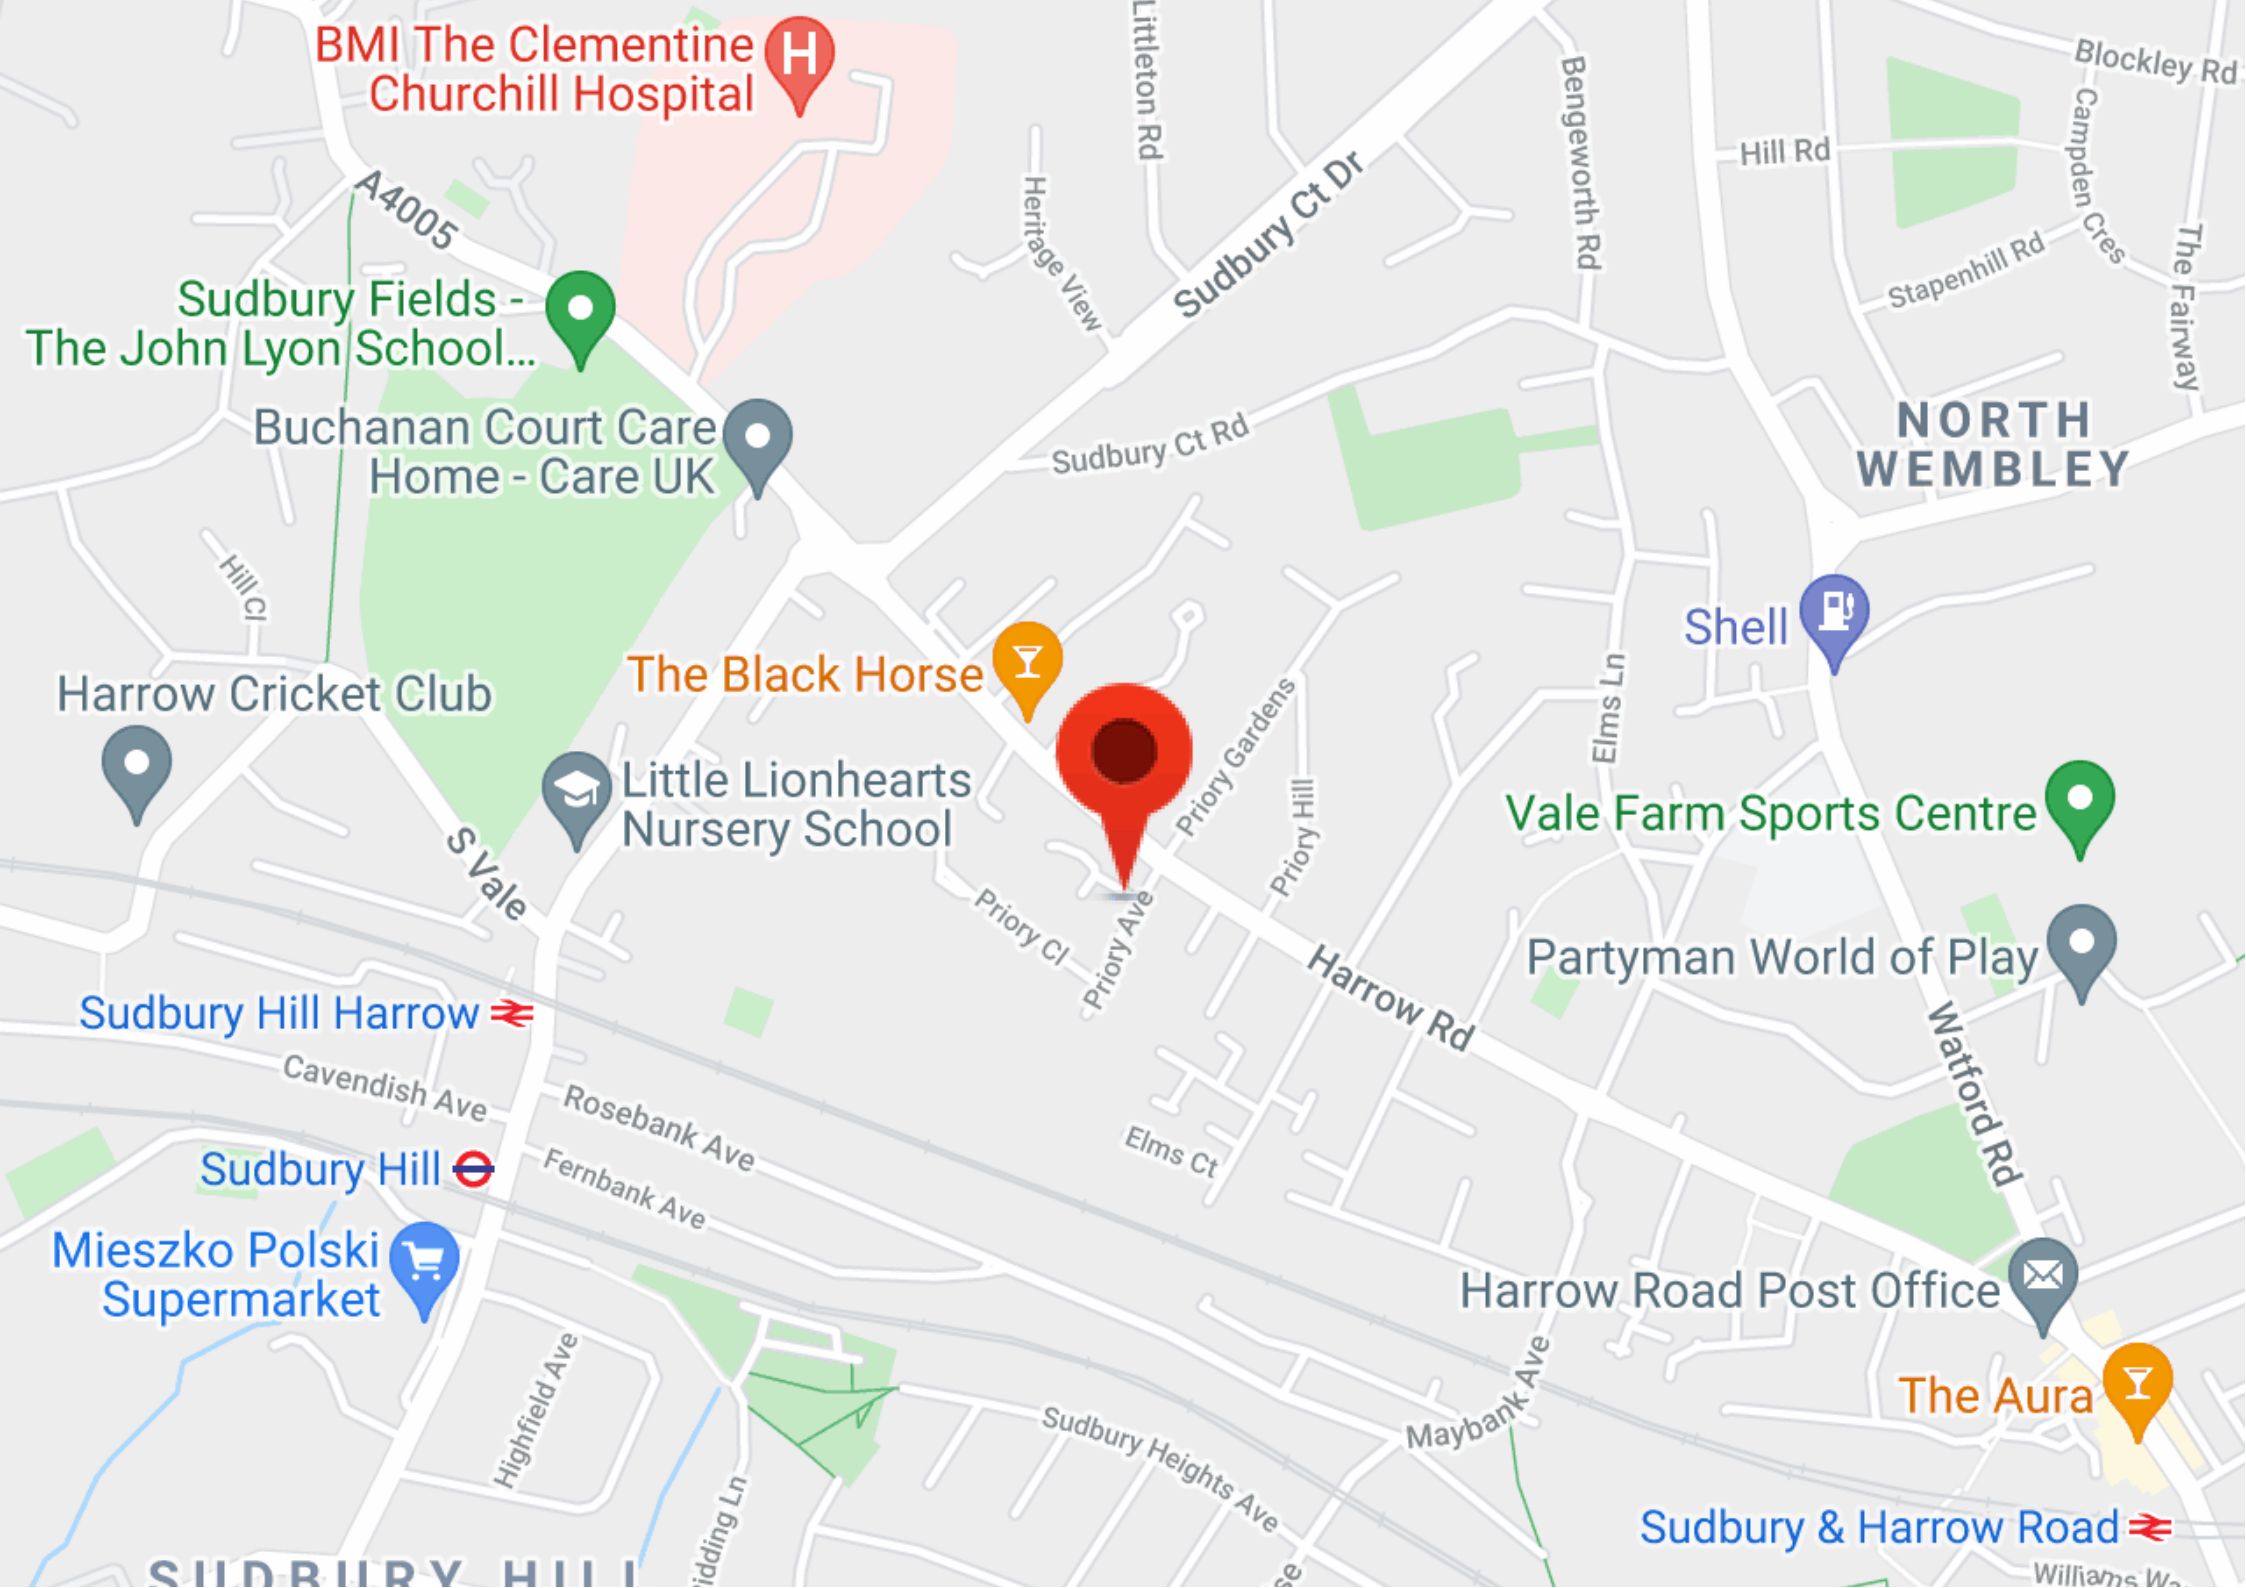 BMI The Clementine
Churchill Hospital
Littleton Rd
Bengeworth Rd
Blockley Rd
Campden Cres
Hill Rd
Heritage View
Sudbury Ct Dr
A4005
Stapenhill Rd
The Fairway
Sudbury Fields -
The John Lyon School...
Buchanan Court Care
Home - Care UK
Sudbury Ct Rd
NORTH
WEMBLEY
Hill Cl
Shell
The Black Horse
Harrow Cricket Club
Elms Ln
Priory Gardens
Little Lionhearts
Nursery School
Priory Hill
Vale Farm Sports Centre
S Vale
Priory Cl
Priory Ave
Harrow Rd
Partyman World of Play
Sudbury Hill Harrow
Watford Rd
Cavendish Ave
Rosebank Ave
Elms Ct
Sudbury Hill
Fernbank Ave
Mieszko Polski
Supermarket
Harrow Road Post Office
Highfield Ave
Maybank Ave
The Aura
Sudbury Heights Ave
idding Ln
Sudbury & Harrow Road
SUDBURY HILL
Williams Wa